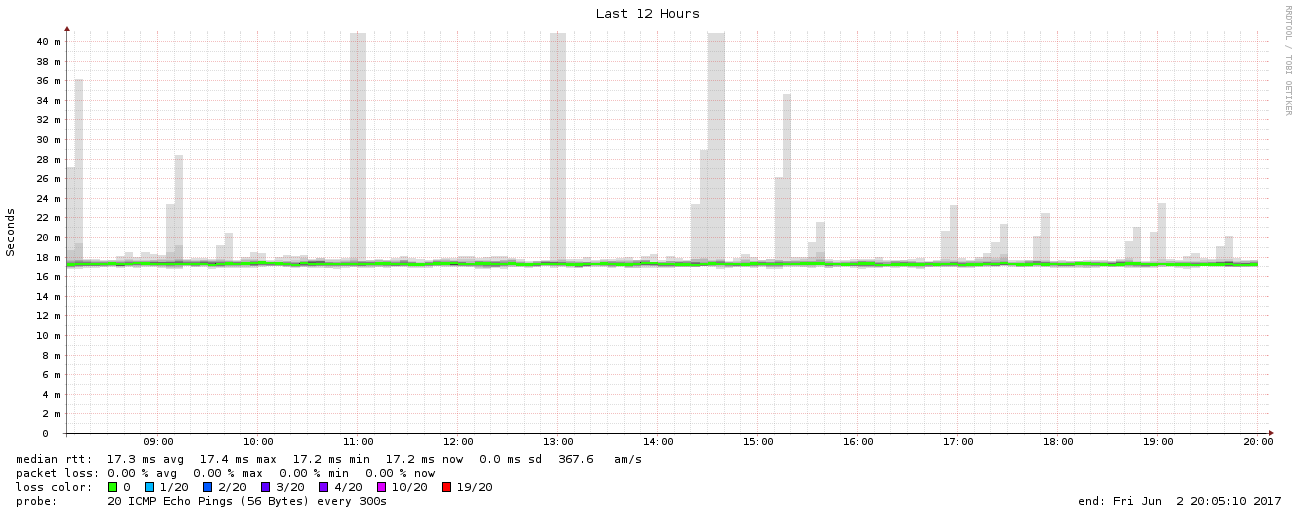 Last 12 Hours
RRDTOOL / TOBI OETIKER
Seconds
40 m
38 m
36 m
34 m
32 m
30 m
28 m
26 m
24 m
22 m
20 m
18 m
16 m
14 m
12 m
10 m
8 m
6 m
4 m
2 m
0
09:00 10:00 11:00 12:00 13:00 14:00 15:00 16:00 17:00 18:00 19:00 20:00
median rtt: 17.3 ms avg 17.4 ms max 17.2 ms min 17.2 ms now 0.0 ms sd 367.6 am/s
packet loss: 0.00 % avg 0.00 % max 0.00 % min 0.00 % now
loss color: 0 1/20 2/20 3/20 4/20 10/20 19/20
probe: 20 ICMP Echo Pings (56 Bytes) every 300s end: Fri Jun 2 20:05:10 2017